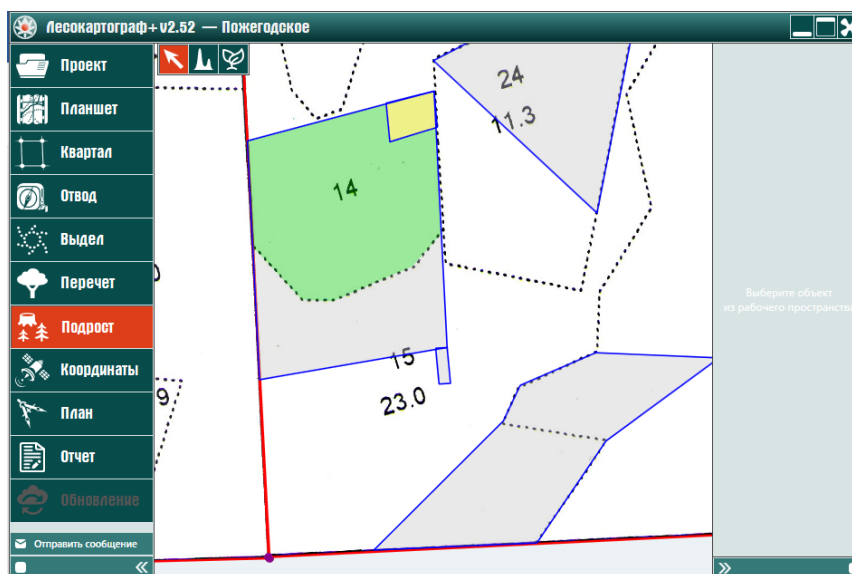 Лесокартограф+ v2.52 — Пожегодское
Проект
Планшет
Квартал
Отвод
Выдел
Перечет
Подрост
Координаты
План
Отчет
Обновление
Отправить сообщение
24
11.3
14
15
23.0
9
Выберите объект
из рабочего пространства